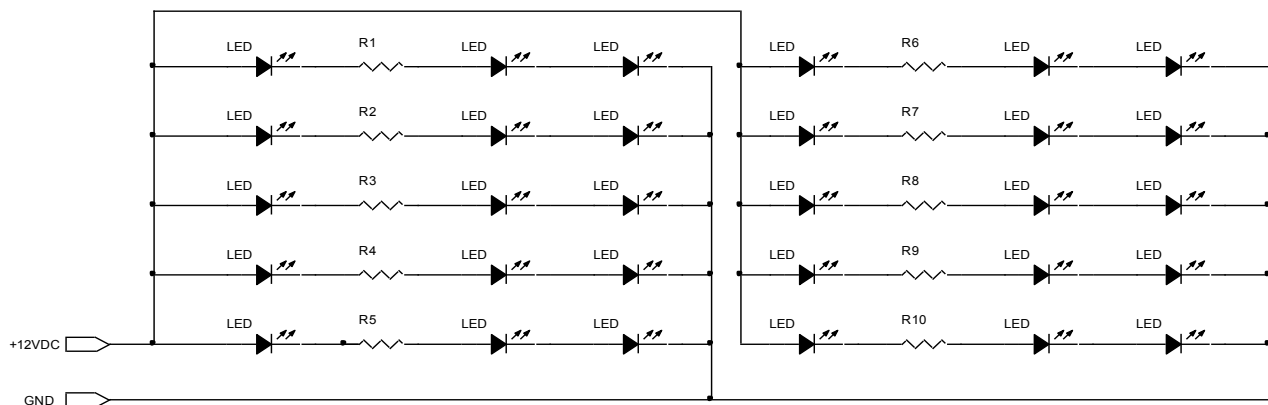 LED R1 LED LED LED R6 LED LED
LED R2 LED LED LED R7 LED LED
LED R3 LED LED LED R8 LED LED
LED R4 LED LED LED R9 LED LED
LED R5 LED LED LED R10 LED LED
+12VDC
GND